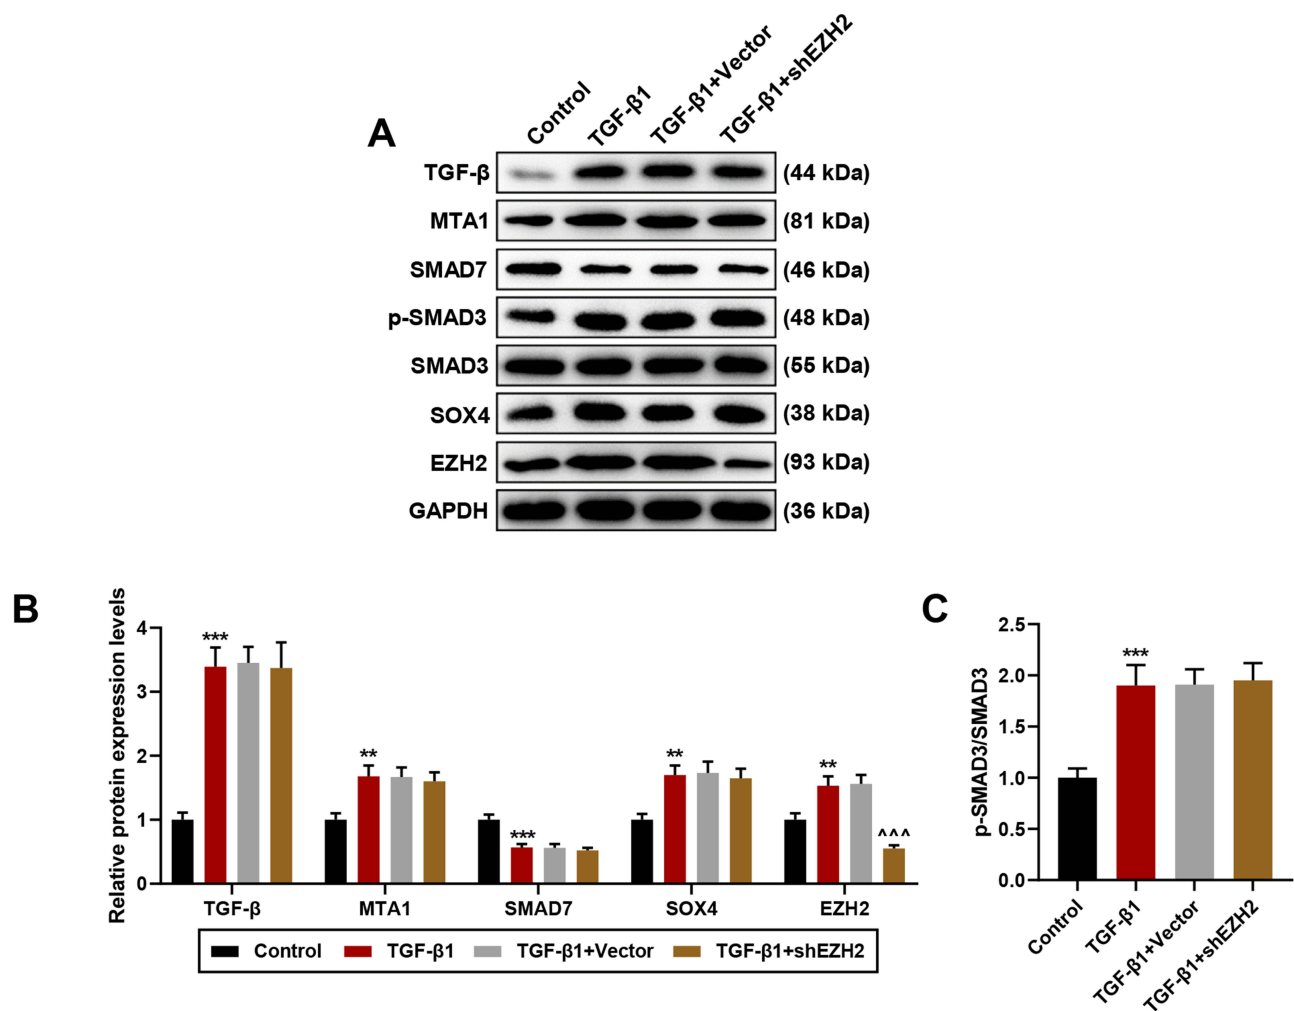 A
Control
TGF-β1
TGF-β1+Vector
TGF-β1+shEZH2
TGF-β (44 kDa)
MTA1 (81 kDa)
SMAD7 (46 kDa)
p-SMAD3 (48 kDa)
SMAD3 (55 kDa)
SOX4 (38 kDa)
EZH2 (93 kDa)
GAPDH (36 kDa)
B
Relative protein expression levels
4
3
2
1
0
***
**
***
**
**
^^^
TGF-β MTA1 SMAD7 SOX4 EZH2
Control TGF-β1 TGF-β1+Vector TGF-β1+shEZH2
C
p-SMAD3/SMAD3
2.5
2.0
1.5
1.0
0.5
0.0
***
Control
TGF-β1
TGF-β1+Vector
TGF-β1+shEZH2